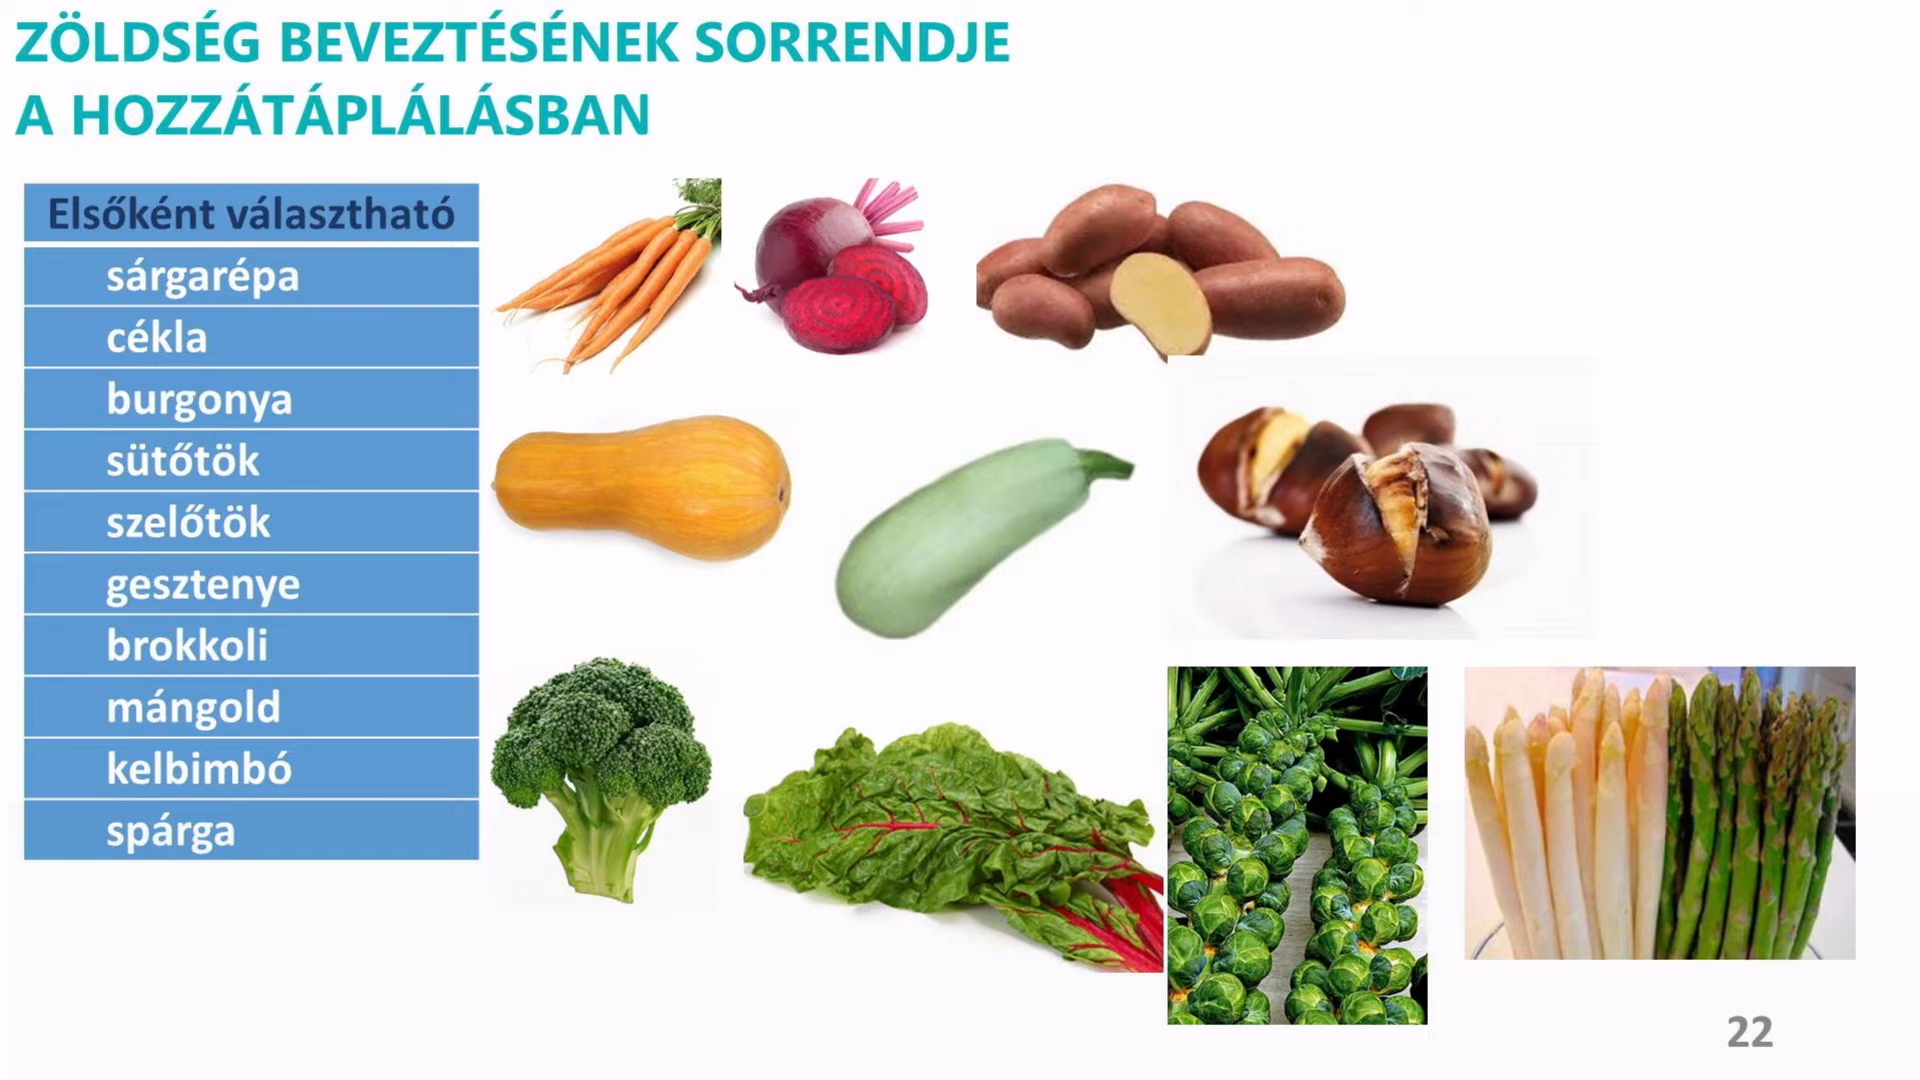 ZÖLDSÉG BEVEZTÉSÉNEK SORRENDJE
A HOZZÁTÁPLÁLÁSBAN
Elsőként választható
sárgarépa
cékla
burgonya
sütőtök
szelőtök
gesztenye
brokkoli
mángold
kelbimbó
spárga
22